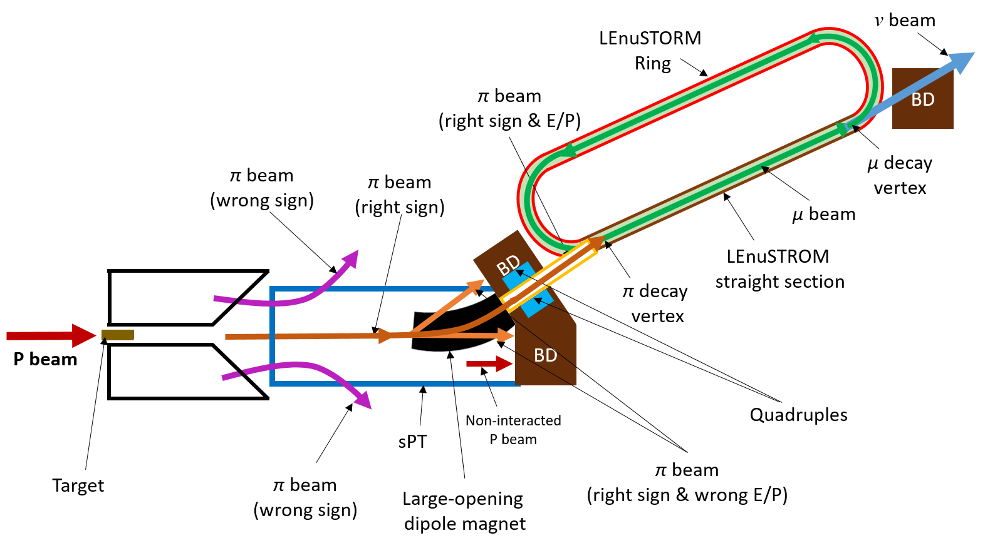 ν beam
LEnuSTORM
Ring
π beam
(right sign & E/P)
BD
π beam
(wrong sign)
π beam
(right sign)
μ decay
vertex
μ beam
LEnuSTROM
straight section
BD
π decay
vertex
P beam
BD
Quadruples
Non-interacted
P beam
sPT
Target
π beam
(wrong sign)
Large-opening
dipole magnet
π beam
(right sign & wrong E/P)